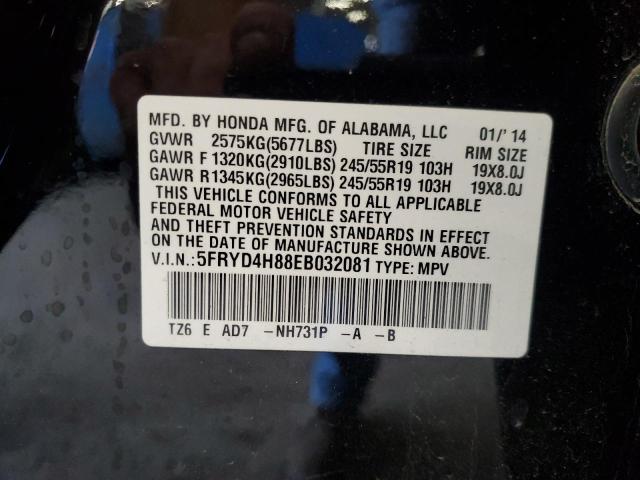 MFD. BY HONDA MFG. OF ALABAMA, LLC 01/'14
GVWR 2575KG(5677LBS) TIRE SIZE RIM SIZE
GAWR F 1320KG(2910LBS) 245/55R19 103H 19X8.0J
GAWR R1345KG(2965LBS) 245/55R19 103H 19X8.0J
THIS VEHICLE CONFORMS TO ALL APPLICABLE
FEDERAL MOTOR VEHICLE SAFETY
AND THEFT PREVENTION STANDARDS IN EFFECT
ON THE DATE OF MANUFACTURE SHOWN ABOVE.
V.I.N.: 5FRYD4H88EB032081 TYPE: MPV
TZ6 E AD7 -NH731P -A -B